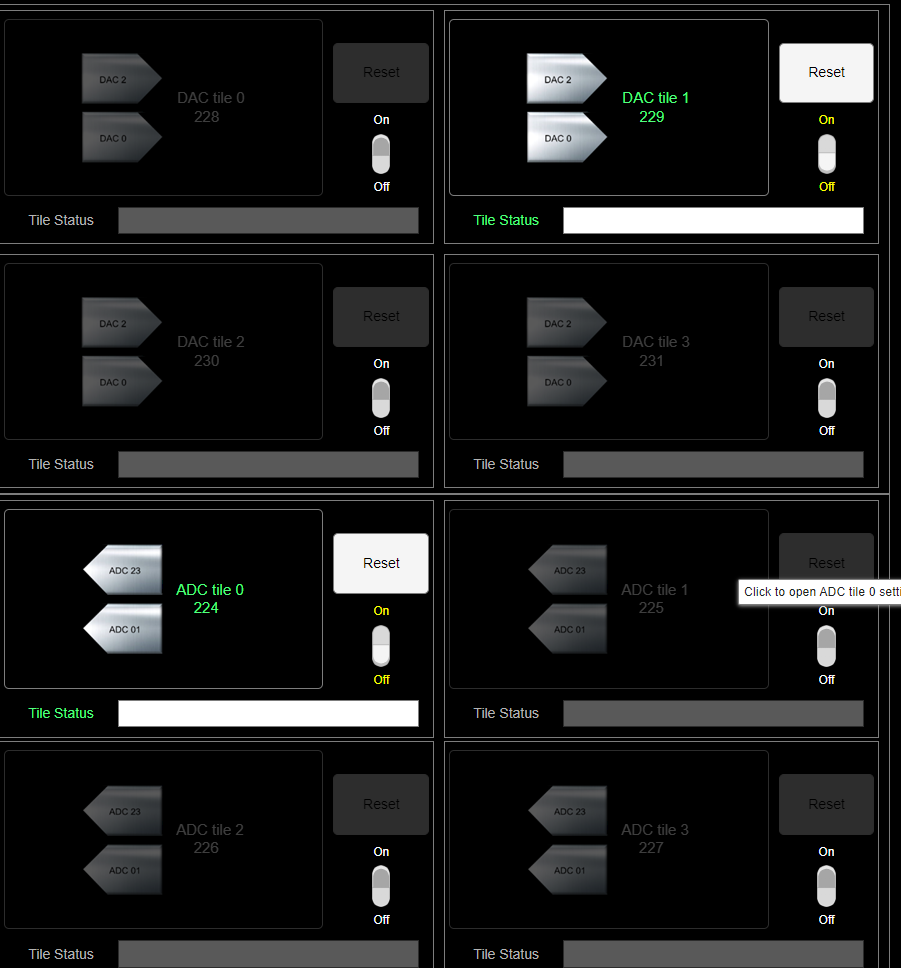 DAC 2
DAC 0
DAC tile 0
228
Reset
On
Off
Tile Status
DAC 2
DAC 0
DAC tile 1
229
Reset
On
Off
Tile Status
DAC 2
DAC 0
DAC tile 2
230
Reset
On
Off
Tile Status
DAC 2
DAC 0
DAC tile 3
231
Reset
On
Off
Tile Status
ADC 23
ADC 01
ADC tile 0
224
Reset
On
Off
Tile Status
ADC 23
ADC 01
ADC tile 1
225
Reset
Click to open ADC tile 0 setti
On
Off
Tile Status
ADC 23
ADC 01
ADC tile 2
226
Reset
On
Off
Tile Status
ADC 23
ADC 01
ADC tile 3
227
Reset
On
Off
Tile Status